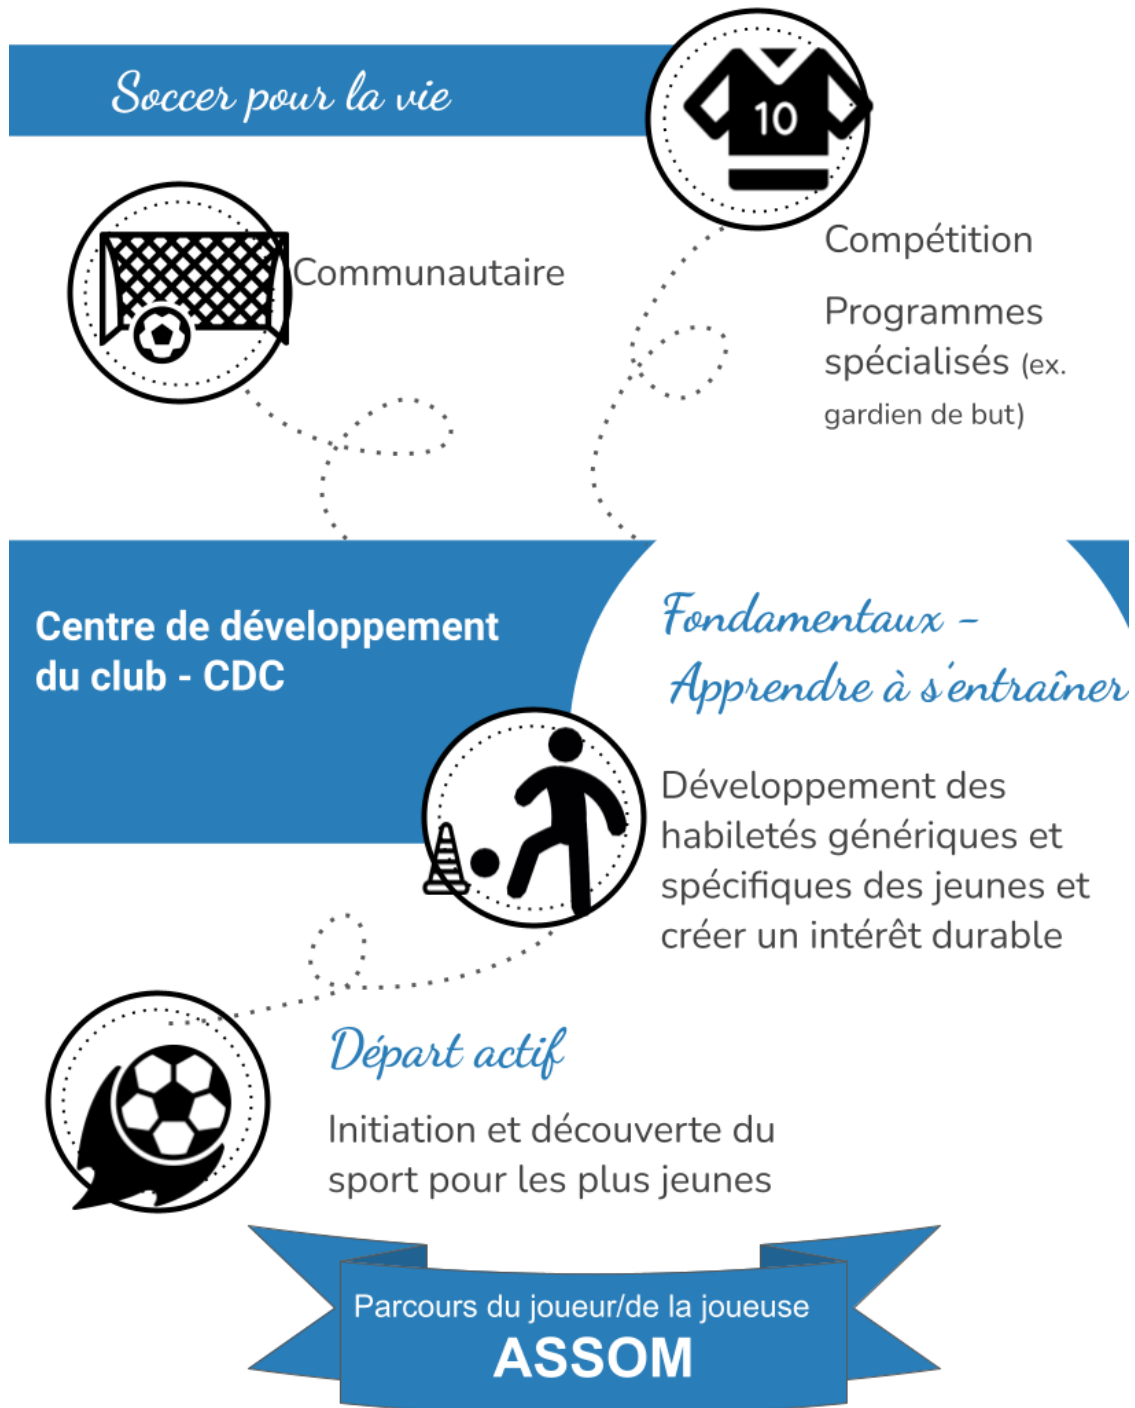 Soccer pour la vie
10
Communautaire
Compétition
Programmes
spécialisés (ex.
gardien de but)
Centre de développement
du club - CDC
Fondamentaux -
Apprendre à s'entraîner
Développement des
habiletés génériques et
spécifiques des jeunes et
créer un intérêt durable
Départ actif
Initiation et découverte du
sport pour les plus jeunes
Parcours du joueur/de la joueuse
ASSOM